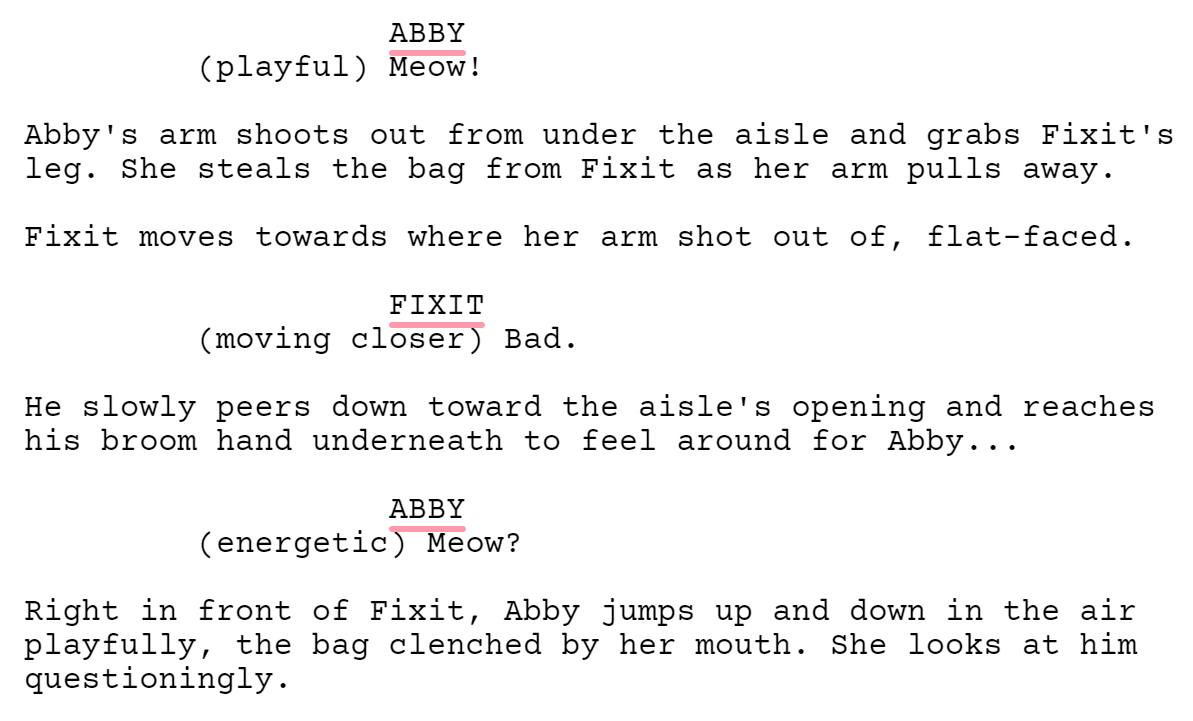 ABBY
(playful) Meow!
Abby's arm shoots out from under the aisle and grabs Fixit's
leg. She steals the bag from Fixit as her arm pulls away.
Fixit moves towards where her arm shot out of, flat-faced.
FIXIT
(moving closer) Bad.
He slowly peers down toward the aisle's opening and reaches
his broom hand underneath to feel around for Abby...
ABBY
(energetic) Meow?
Right in front of Fixit, Abby jumps up and down in the air
playfully, the bag clenched by her mouth. She looks at him
questioningly.